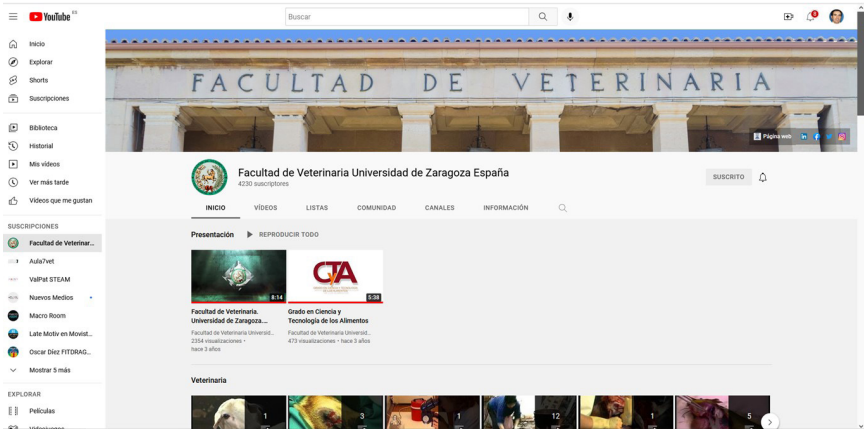 YouTube ES
Buscar
8
Inicio
Explorar
Shorts
Suscripciones
Biblioteca
Historial
Mis vídeos
Ver más tarde
Vídeos que me gustan
SUSCRIPCIONES
Facultad de Veterinar...
Aula7vet
ValPat STEAM
Nuevos Medios
Macro Room
Late Motiv en Movist...
Oscar Díez FITDRAG...
Mostrar 5 más
EXPLORAR
Películas
Videojuegos
FACULTAD DE VETERINARIA
Página web
Facultad de Veterinaria Universidad de Zaragoza España
4230 suscriptores
SUSCRITO
INICIO VÍDEOS LISTAS COMUNIDAD CANALES INFORMACIÓN
Presentación REPRODUCIR TODO
8:14
CTA
5:38
Facultad de Veterinaria.
Universidad de Zaragoza....
Facultad de Veterinaria Universid...
2354 visualizaciones •
hace 3 años
Grado en Ciencia y
Tecnología de los Alimentos
Facultad de Veterinaria Universid...
473 visualizaciones • hace 3 años
Veterinaria
1 3 1 12 1 5